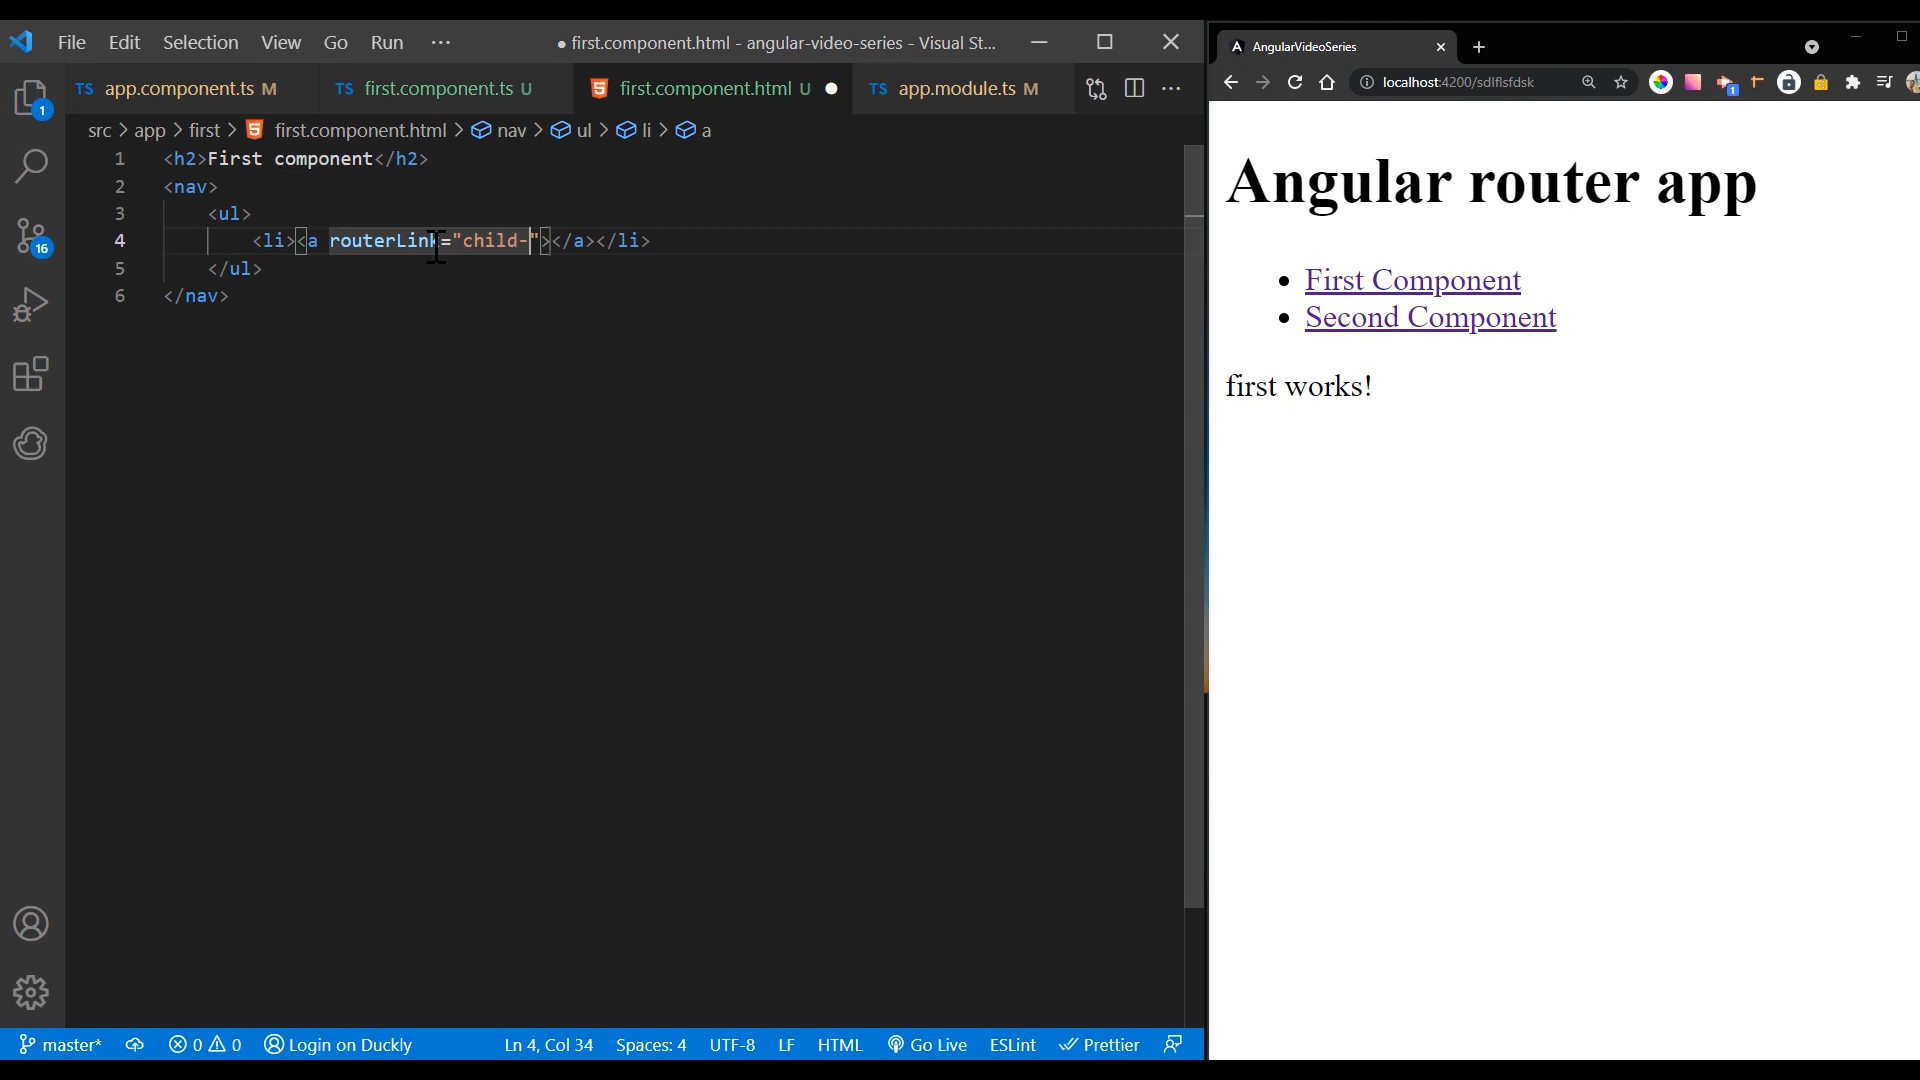 File Edit Selection View Go Run ··· ● first.component.html - angular-video-series - Visual St...
TS app.component.ts M TS first.component.ts U first.component.html U ● TS app.module.ts M ···
src > app > first > first.component.html > nav > ul > li > a
1 <h2>First component</h2>
2 <nav>
3 <ul>
4 <li><a routerLink="child-"></a></li>
5 </ul>
6 </nav>
1
16
master* 0 0 Login on Duckly Ln 4, Col 34 Spaces: 4 UTF-8 LF HTML Go Live ESLint Prettier
AngularVideoSeries
localhost:4200/sdlflsfdsk
1
Angular router app
• First Component
• Second Component
first works!